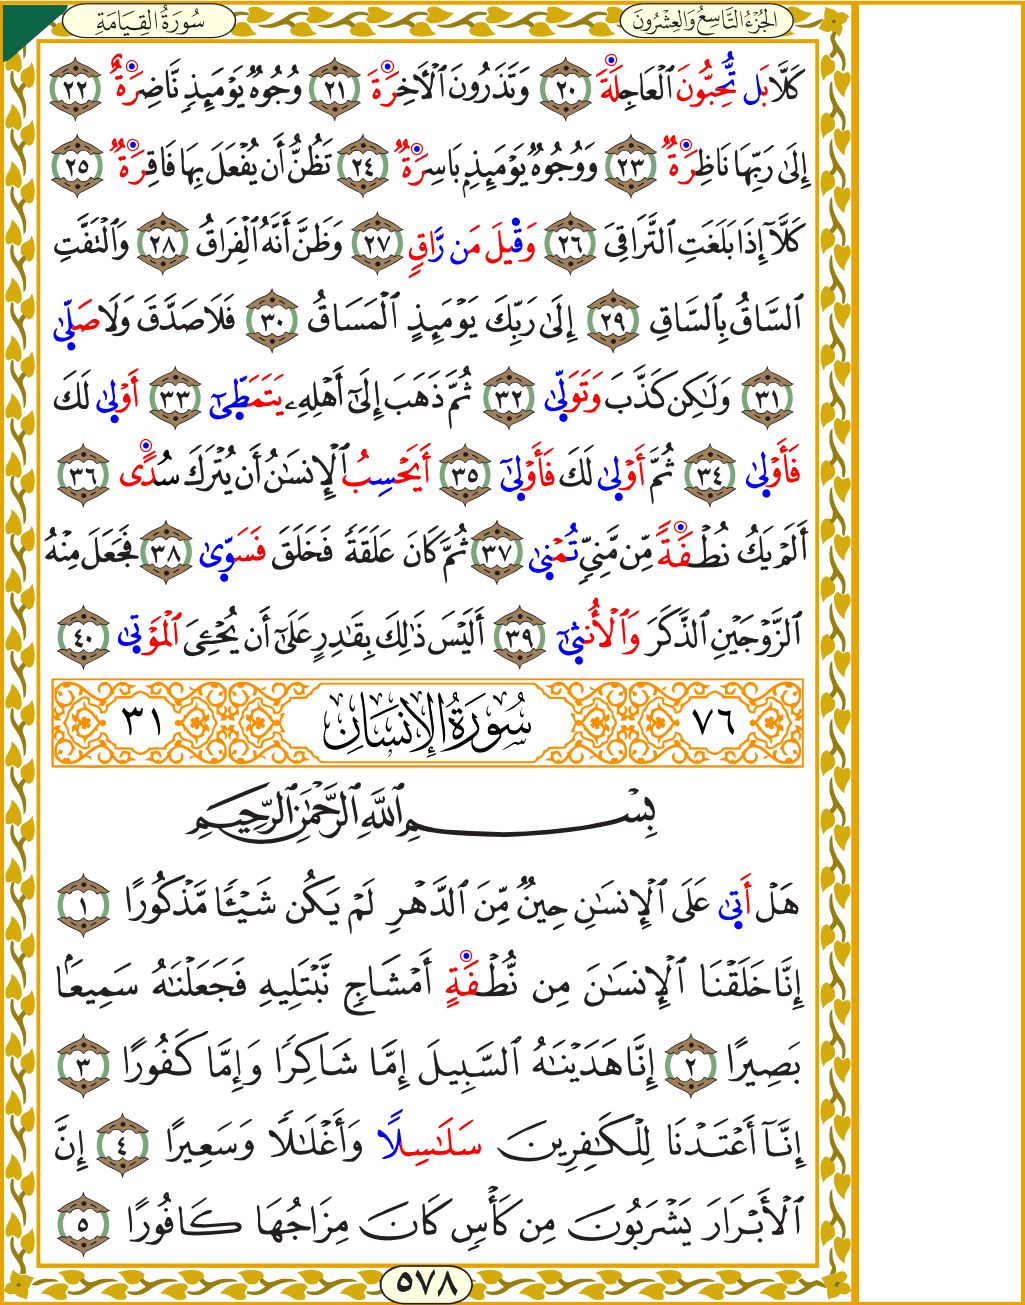 الجُزْءُ التَّاسِعُ وَالعِشْرُونَ
سُورَةُ القِيَامَةِ
كَلَّا بَل تُّحِبُّونَ ٱلْعَاجِلَةَ ٢٠ وَتَذَرُونَ ٱلْأَخِرَةَ ٢١ وُجُوهٌ يَوْمَئِذٍ نَّاضِرَةٌ ٢٢
إِلَىٰ رَبِّهَا نَاظِرَةٌ ٢٣ وَوُجُوهٌ يَوْمَئِذٍۭ بَاسِرَةٌ ٢٤ تَظُنُّ أَن يُفْعَلَ بِهَا فَاقِرَةٌ ٢٥
كَلَّآ إِذَا بَلَغَتِ ٱلتَّرَاقِىَ ٢٦ وَقِيلَ مَن رَّاقٍ ٢٧ وَظَنَّ أَنَّهُ ٱلْفِرَاقُ ٢٨ وَٱلْتَفَّتِ
ٱلسَّاقُ بِٱلسَّاقِ ٢٩ إِلَىٰ رَبِّكَ يَوْمَئِذٍ ٱلْمَسَاقُ ٣٠ فَلَا صَدَّقَ وَلَا صَلَّىٰ
٣١ وَلَٰكِن كَذَّبَ وَتَوَلَّىٰ ٣٢ ثُمَّ ذَهَبَ إِلَىٰٓ أَهْلِهِۦ يَتَمَطَّىٰٓ ٣٣ أَوْلَىٰ لَكَ
فَأَوْلَىٰ ٣٤ ثُمَّ أَوْلَىٰ لَكَ فَأَوْلَىٰٓ ٣٥ أَيَحْسِبُ ٱلْإِنسَٰنُ أَن يُتْرَكَ سُدًى ٣٦
أَلَمْ يَكُ نُطْفَةً مِّن مَّنِىٍّ تُمْنَىٰ ٣٧ ثُمَّ كَانَ عَلَقَةً فَخَلَقَ فَسَوَّىٰ ٣٨ فَجَعَلَ مِنْهُ
ٱلزَّوْجَيْنِ ٱلذَّكَرَ وَٱلْأُنثَىٰٓ ٣٩ أَلَيْسَ ذَٰلِكَ بِقَٰدِرٍ عَلَىٰٓ أَن يُحْـِۧىَ ٱلْمَوْتَىٰ ٤٠
٧٦ سُورَةُ الإِنسَانِ ٣١
بِسْمِ ٱللَّهِ ٱلرَّحْمَٰنِ ٱلرَّحِيمِ
هَلْ أَتَىٰ عَلَى ٱلْإِنسَٰنِ حِينٌ مِّنَ ٱلدَّهْرِ لَمْ يَكُن شَيْـًٔا مَّذْكُورًا ١
إِنَّا خَلَقْنَا ٱلْإِنسَٰنَ مِن نُّطْفَةٍ أَمْشَاجٍ نَّبْتَلِيهِ فَجَعَلْنَٰهُ سَمِيعًۢا
بَصِيرًا ٢ إِنَّا هَدَيْنَٰهُ ٱلسَّبِيلَ إِمَّا شَاكِرًا وَإِمَّا كَفُورًا ٣
إِنَّآ أَعْتَدْنَا لِلْكَٰفِرِينَ سَلَٰسِلًا وَأَغْلَٰلًا وَسَعِيرًا ٤ إِنَّ
ٱلْأَبْرَارَ يَشْرَبُونَ مِن كَأْسٍ كَانَ مِزَاجُهَا كَافُورًا ٥
٥٧٨